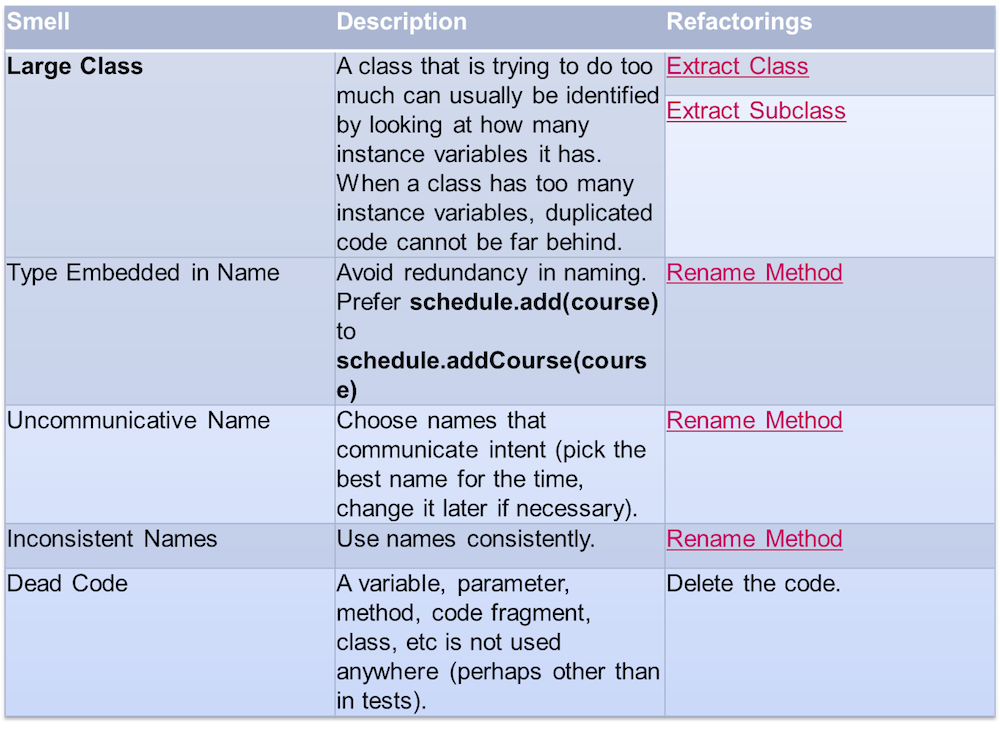 Smell Description Refactorings
Large Class
A class that is trying to do too
much can usually be identified
by looking at how many
instance variables it has.
When a class has too many
instance variables, duplicated
code cannot be far behind.
Extract Class
Extract Subclass
Type Embedded in Name
Avoid redundancy in naming.
Prefer schedule.add(course)
to
schedule.addCourse(cours
e)
Rename Method
Uncommunicative Name
Choose names that
communicate intent (pick the
best name for the time,
change it later if necessary).
Rename Method
Inconsistent Names
Use names consistently.
Rename Method
Dead Code
A variable, parameter,
method, code fragment,
class, etc is not used
anywhere (perhaps other than
in tests).
Delete the code.